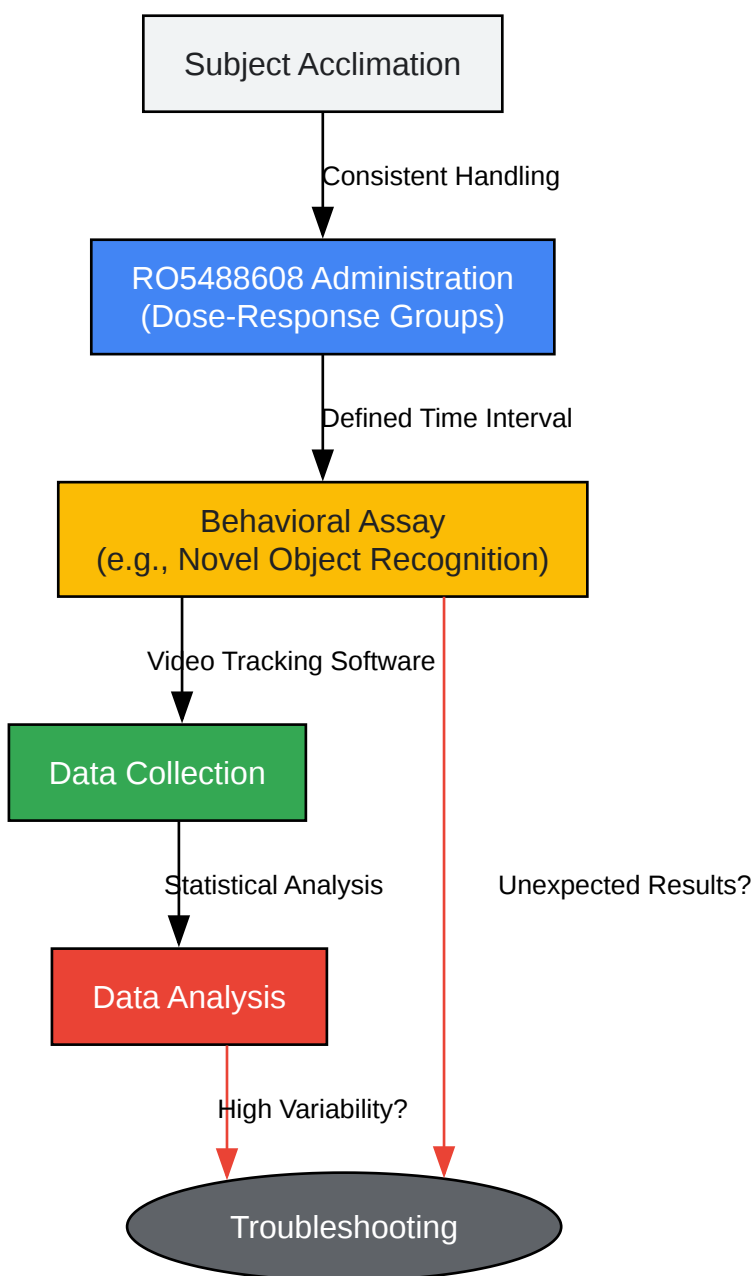 Subject Acclimation
Consistent Handling
RO5488608 Administration
(Dose-Response Groups)
Defined Time Interval
Behavioral Assay
(e.g., Novel Object Recognition)
Video Tracking Software
Data Collection
Statistical Analysis
Unexpected Results?
Data Analysis
High Variability?
Troubleshooting